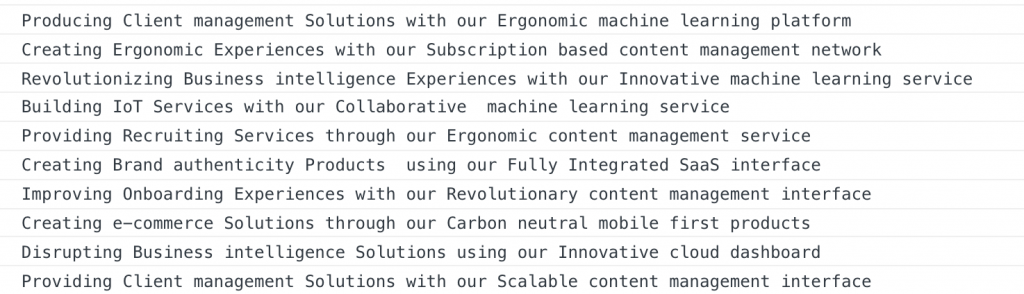 Producing Client management Solutions with our Ergonomic machine learning platform
Creating Ergonomic Experiences with our Subscription based content management network
Revolutionizing Business intelligence Experiences with our Innovative machine learning service
Building IoT Services with our Collaborative  machine learning service
Providing Recruiting Services through our Ergonomic content management service
Creating Brand authenticity Products  using our Fully Integrated SaaS interface
Improving Onboarding Experiences with our Revolutionary content management interface
Creating e-commerce Solutions through our Carbon neutral mobile first products
Disrupting Business intelligence Solutions using our Innovative cloud dashboard
Providing Client management Solutions with our Scalable content management interface